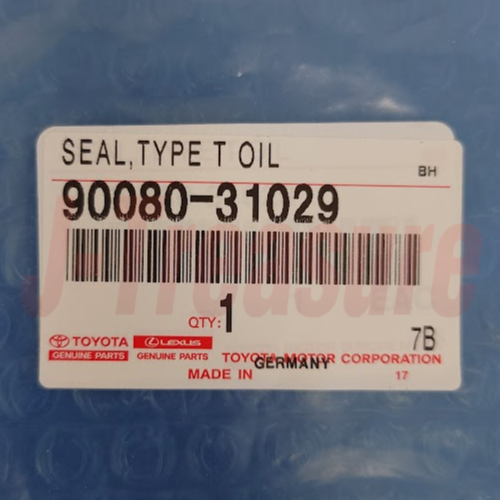 SEAL,TYPE T OIL
BH
90080-31029
J-Treasure
QTY: 1
7B
TOYOTA LEXUS
GENUINE PARTS GENUINE PARTS TOYOTA MOTOR CORPORATION
MADE IN GERMANY 17